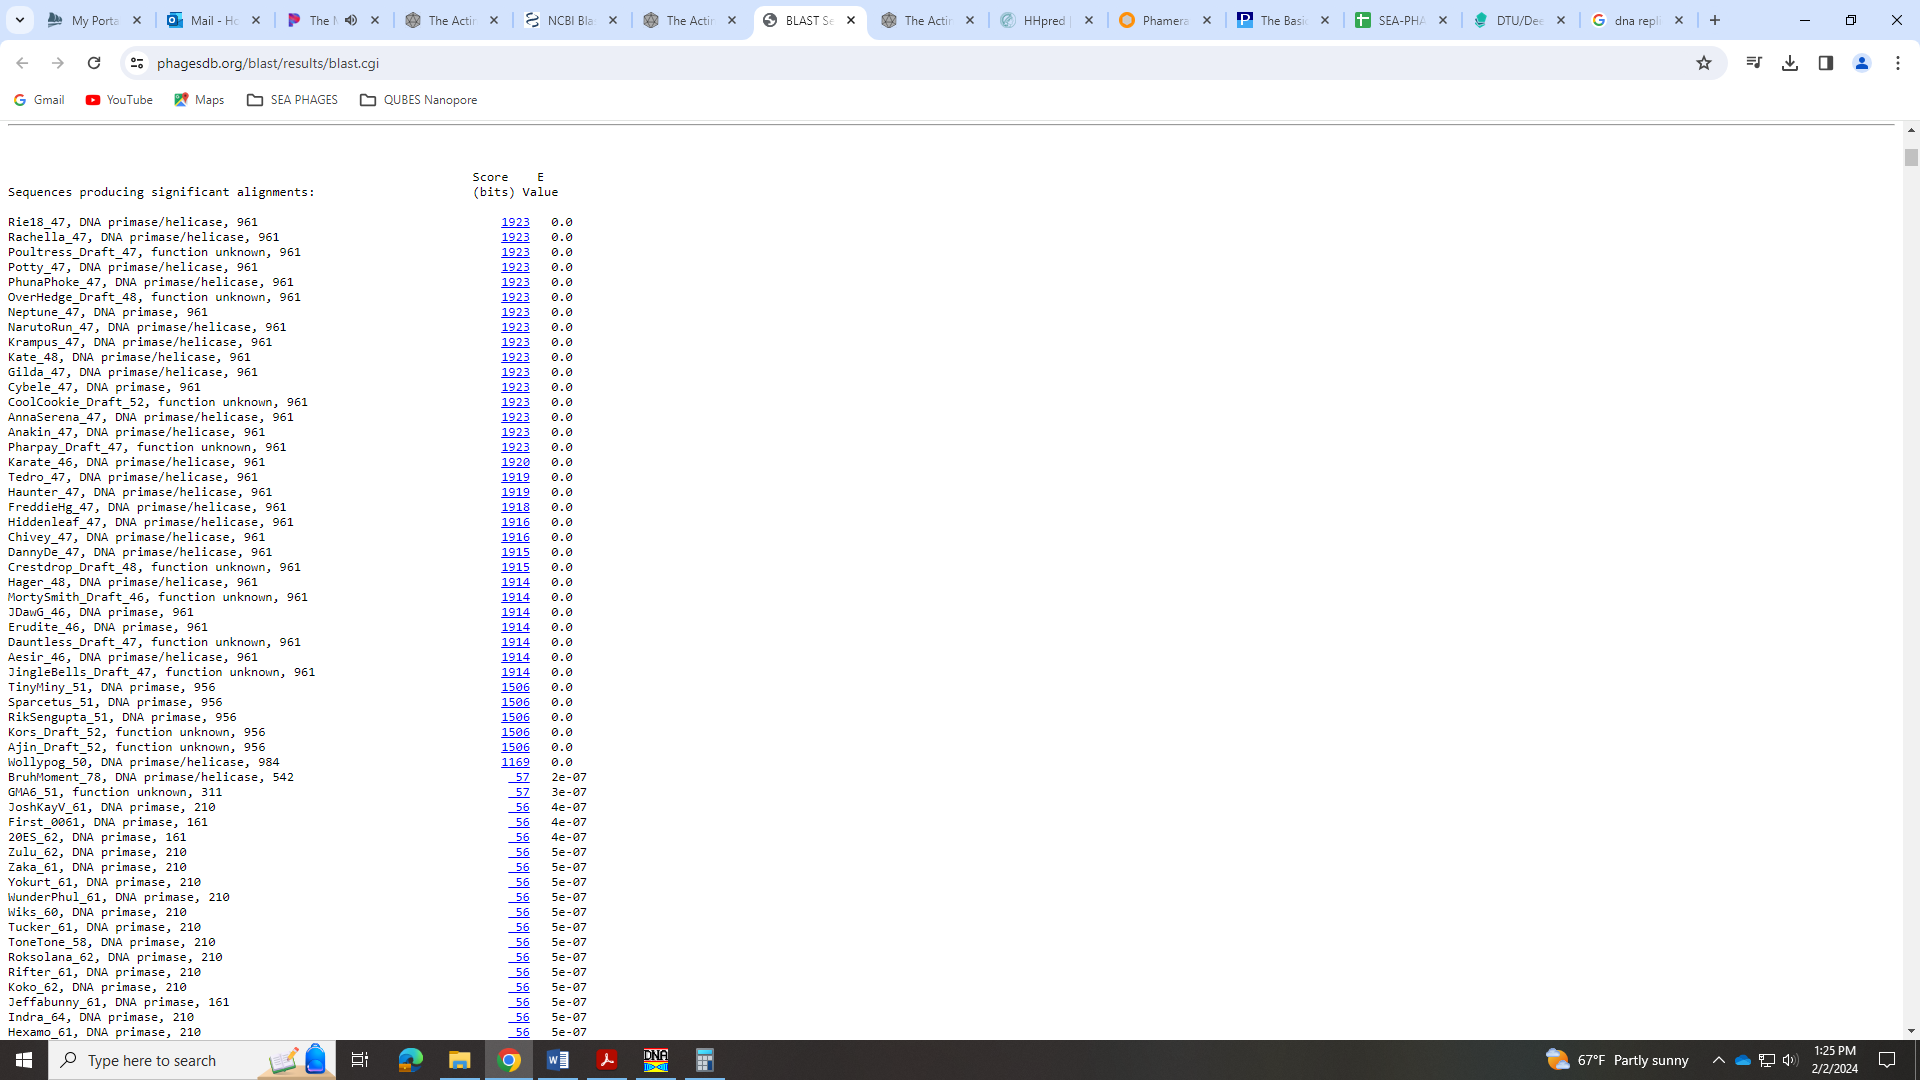 My Porta
Mail - Ho
The M
The Actin
NCBI Bla
The Actin
BLAST Se
The Actin
HHpred
Phamera
The Basi
SEA-PHA
DTU/Dee
dna repli
phagesdb.org/blast/results/blast.cgi
Gmail
YouTube
Maps
SEA PHAGES
QUBES Nanopore
Score E
Sequences producing significant alignments: (bits) Value
Rie18_47, DNA primase/helicase, 961 1923 0.0
Rachella_47, DNA primase/helicase, 961 1923 0.0
Poultress_Draft_47, function unknown, 961 1923 0.0
Potty_47, DNA primase/helicase, 961 1923 0.0
PhunaPhoke_47, DNA primase/helicase, 961 1923 0.0
OverHedge_Draft_48, function unknown, 961 1923 0.0
Neptune_47, DNA primase, 961 1923 0.0
NarutoRun_47, DNA primase/helicase, 961 1923 0.0
Krampus_47, DNA primase/helicase, 961 1923 0.0
Kate_48, DNA primase/helicase, 961 1923 0.0
Gilda_47, DNA primase/helicase, 961 1923 0.0
Cybele_47, DNA primase, 961 1923 0.0
CoolCookie_Draft_52, function unknown, 961 1923 0.0
AnnaSerena_47, DNA primase/helicase, 961 1923 0.0
Anakin_47, DNA primase/helicase, 961 1923 0.0
Pharpay_Draft_47, function unknown, 961 1923 0.0
Karate_46, DNA primase/helicase, 961 1920 0.0
Tedro_47, DNA primase/helicase, 961 1919 0.0
Haunter_47, DNA primase/helicase, 961 1919 0.0
FreddieHg_47, DNA primase/helicase, 961 1918 0.0
Hiddenleaf_47, DNA primase/helicase, 961 1916 0.0
Chivey_47, DNA primase/helicase, 961 1916 0.0
DannyDe_47, DNA primase/helicase, 961 1915 0.0
Crestdrop_Draft_48, function unknown, 961 1915 0.0
Hager_48, DNA primase/helicase, 961 1914 0.0
MortySmith_Draft_46, function unknown, 961 1914 0.0
JDawG_46, DNA primase, 961 1914 0.0
Erudite_46, DNA primase, 961 1914 0.0
Dauntless_Draft_47, function unknown, 961 1914 0.0
Aesir_46, DNA primase/helicase, 961 1914 0.0
JingleBells_Draft_47, function unknown, 961 1914 0.0
TinyMiny_51, DNA primase, 956 1506 0.0
Sparcetus_51, DNA primase, 956 1506 0.0
RikSengupta_51, DNA primase, 956 1506 0.0
Kors_Draft_52, function unknown, 956 1506 0.0
Ajin_Draft_52, function unknown, 956 1506 0.0
Wollypog_50, DNA primase/helicase, 984 1169 0.0
BruhMoment_78, DNA primase/helicase, 542 57 2e-07
GMA6_51, function unknown, 311 57 3e-07
JoshKayV_61, DNA primase, 210 56 4e-07
First_0061, DNA primase, 161 56 4e-07
20ES_62, DNA primase, 161 56 4e-07
Zulu_62, DNA primase, 210 56 5e-07
Zaka_61, DNA primase, 210 56 5e-07
Yokurt_61, DNA primase, 210 56 5e-07
WunderPhul_61, DNA primase, 210 56 5e-07
Wiks_60, DNA primase, 210 56 5e-07
Tucker_61, DNA primase, 210 56 5e-07
ToneTone_58, DNA primase, 210 56 5e-07
Roksolana_62, DNA primase, 210 56 5e-07
Rifter_61, DNA primase, 210 56 5e-07
Koko_62, DNA primase, 210 56 5e-07
Jeffabunny_61, DNA primase, 161 56 5e-07
Indra_64, DNA primase, 210 56 5e-07
Hexamo_61, DNA primase, 210 56 5e-07
Type here to search
DNA
67°F Partly sunny
1:25 PM
2/2/2024